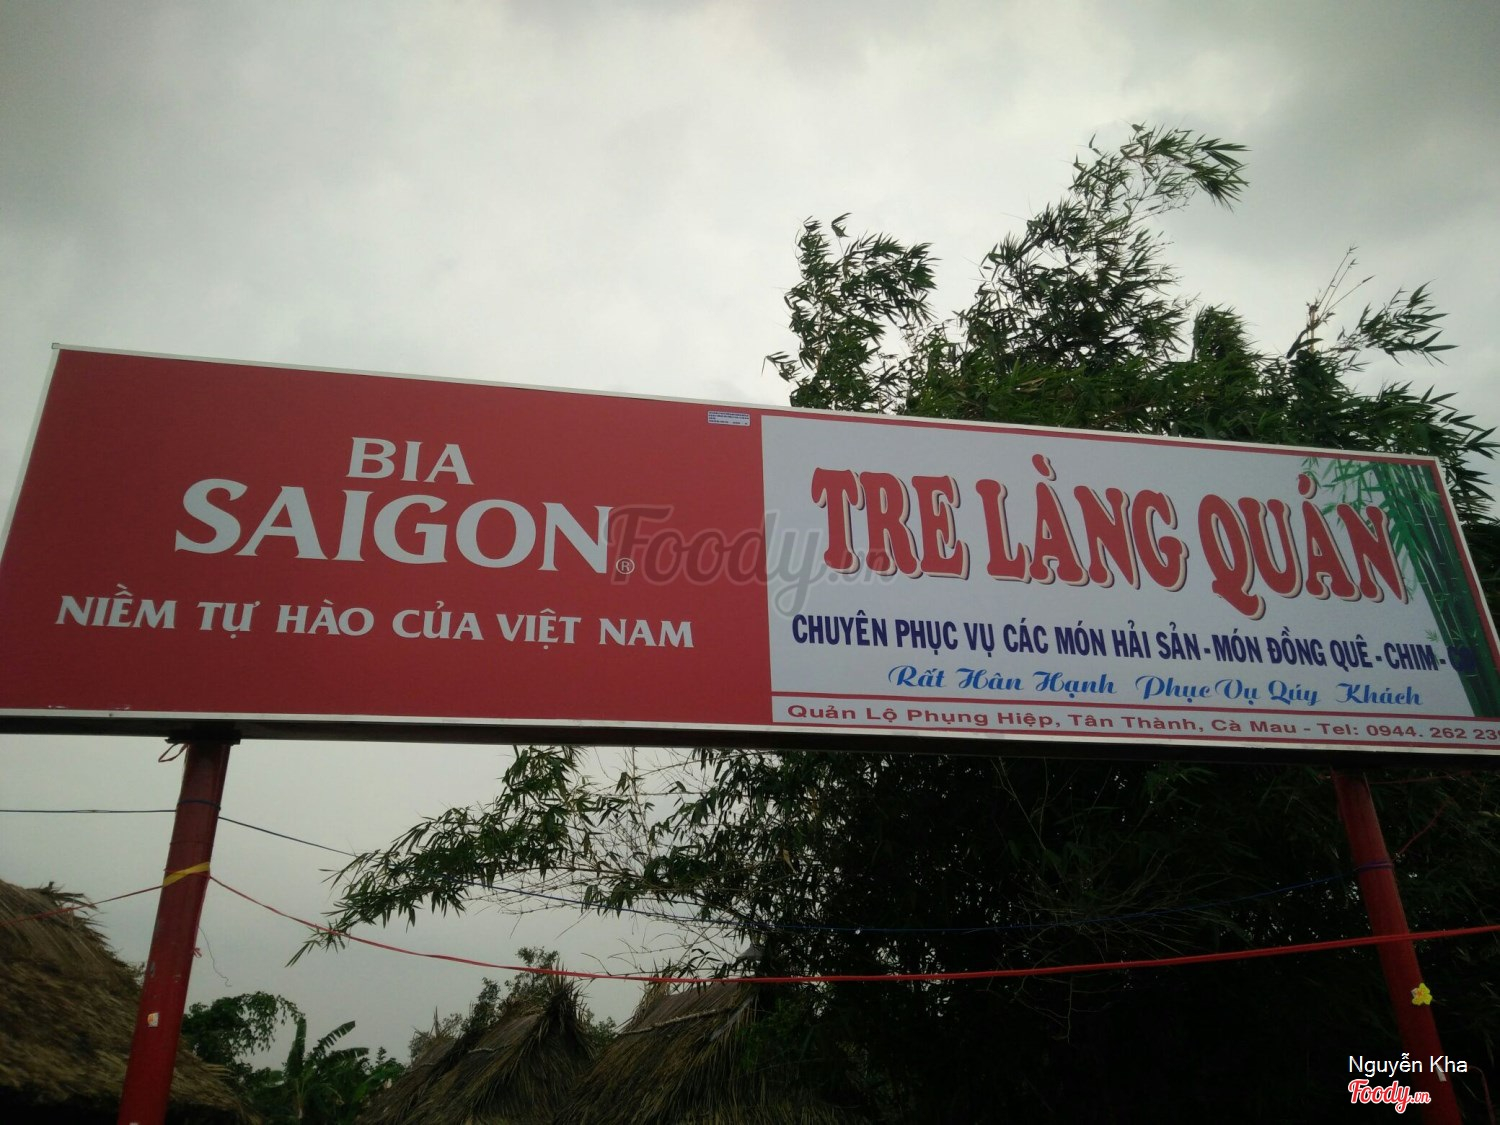 BIA
SAIGON®
NIỀM TỰ HÀO CỦA VIỆT NAM
TRE LÀNG QUÁN
CHUYÊN PHỤC VỤ CÁC MÓN HẢI SẢN - MÓN ĐỒNG QUÊ - CHIM -
Rất Hân Hạnh Phục Vụ Qúy Khách
Quản Lộ Phụng Hiệp, Tân Thành, Cà Mau - Tel: 0944. 262 23
Foody.vn
Nguyễn Kha
Foody.vn